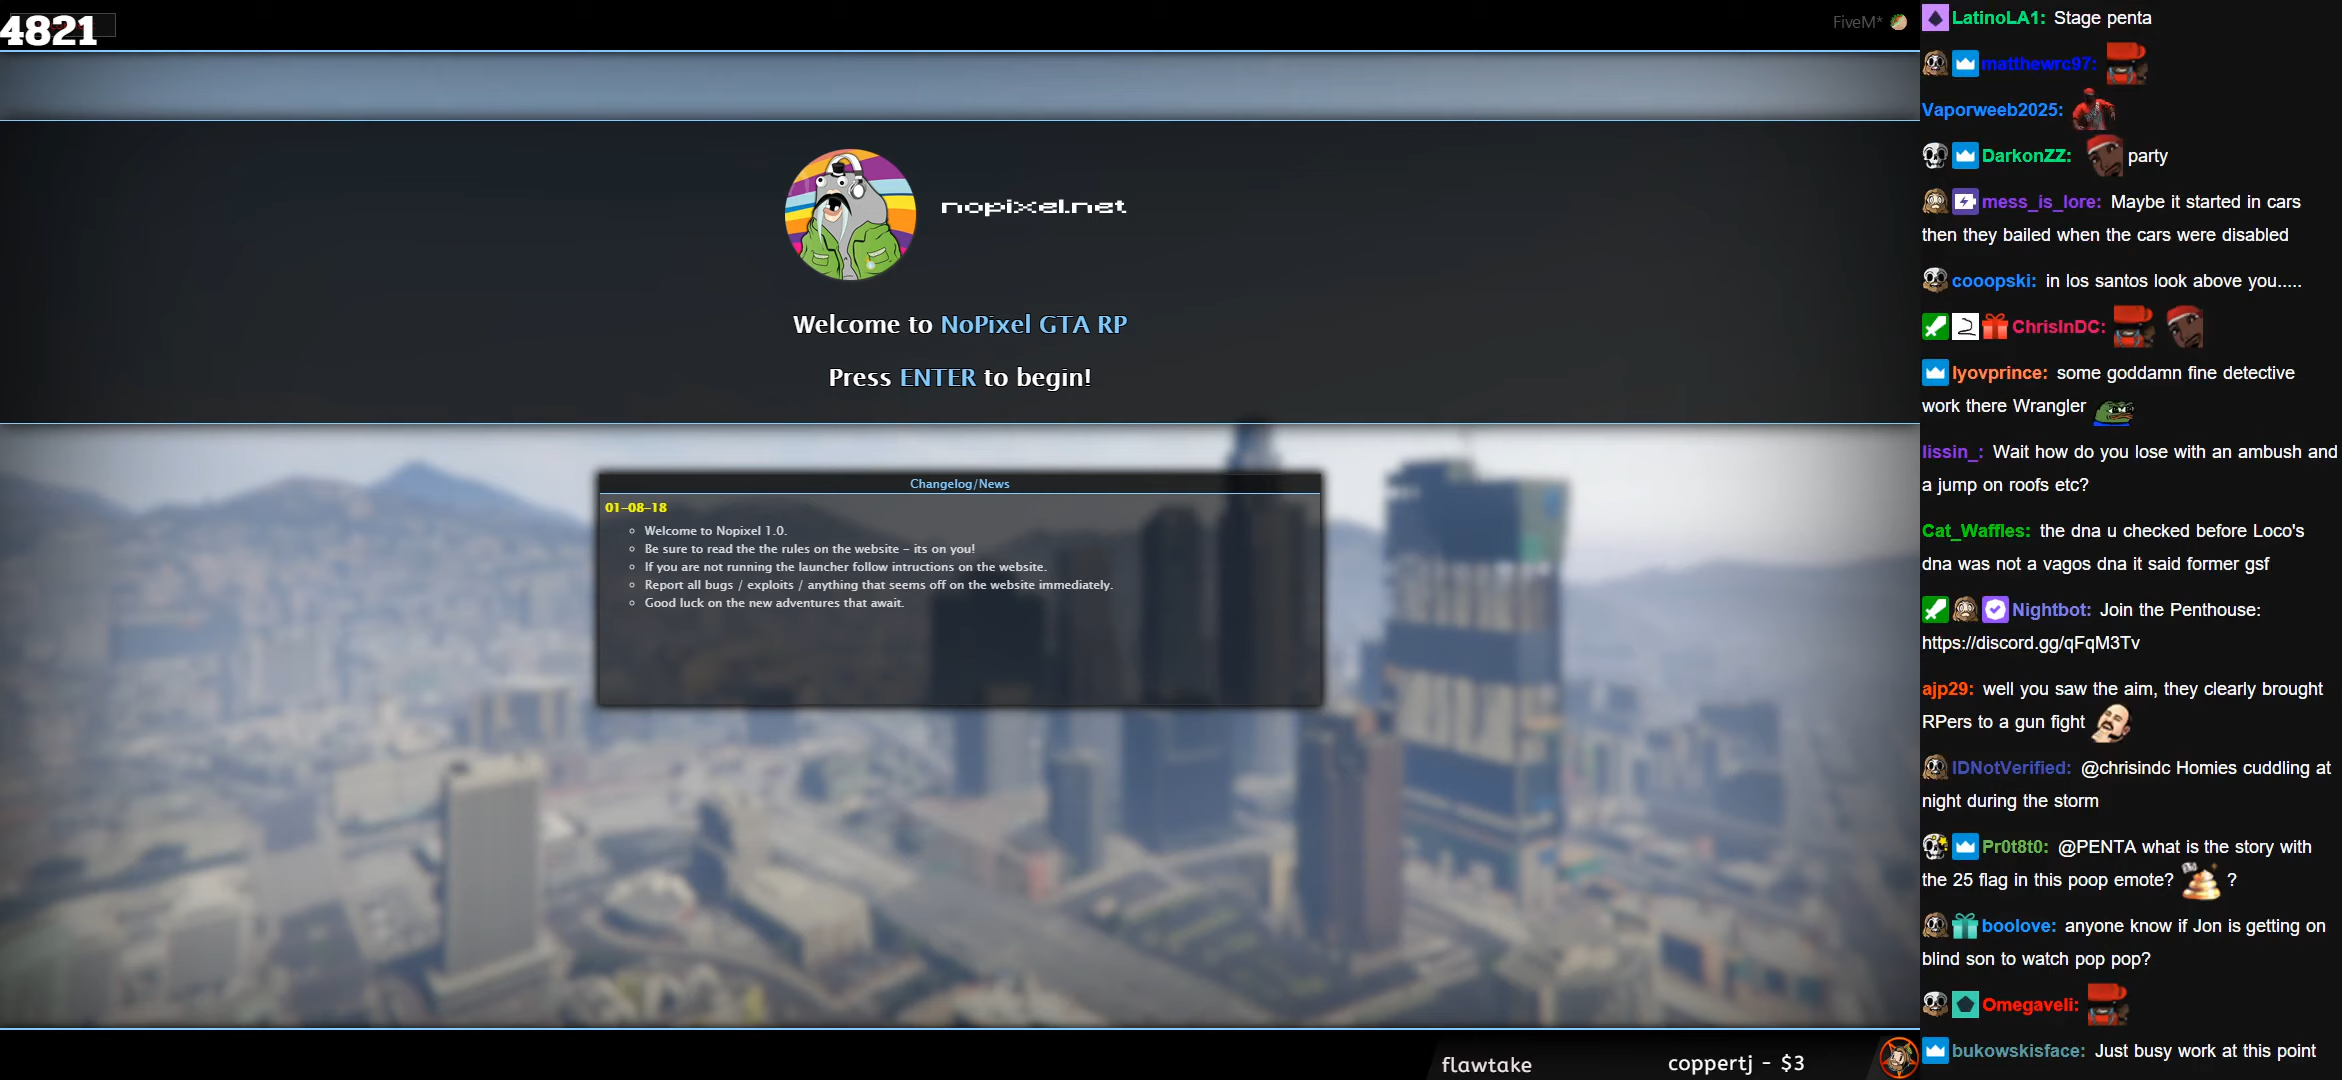 4821
FiveM*
nopixel.net
Welcome to NoPixel GTA RP
Press ENTER to begin!
Changelog/News
01-08-18
Welcome to Nopixel 1.0.
Be sure to read the the rules on the website - its on you!
If you are not running the launcher follow intructions on the website.
Report all bugs / exploits / anything that seems off on the website immediately.
Good luck on the new adventures that await.
flawtake
coppertj - $3
LatinoLA1: Stage penta
matthewrc97:
Vaporweeb2025:
DarkonZZ: party
mess_is_lore: Maybe it started in cars
then they bailed when the cars were disabled
cooopski: in los santos look above you.....
ChrisInDC:
lyovprince: some goddamn fine detective
work there Wrangler
lissin_: Wait how do you lose with an ambush and
a jump on roofs etc?
Cat_Waffles: the dna u checked before Loco's
dna was not a vagos dna it said former gsf
Nightbot: Join the Penthouse:
https://discord.gg/qFqM3Tv
ajp29: well you saw the aim, they clearly brought
RPers to a gun fight
IDNotVerified: @chrisindc Homies cuddling at
night during the storm
Pr0t8t0: @PENTA what is the story with
the 25 flag in this poop emote? ?
boolove: anyone know if Jon is getting on
blind son to watch pop pop?
Omegaveli:
bukowskisface: Just busy work at this point